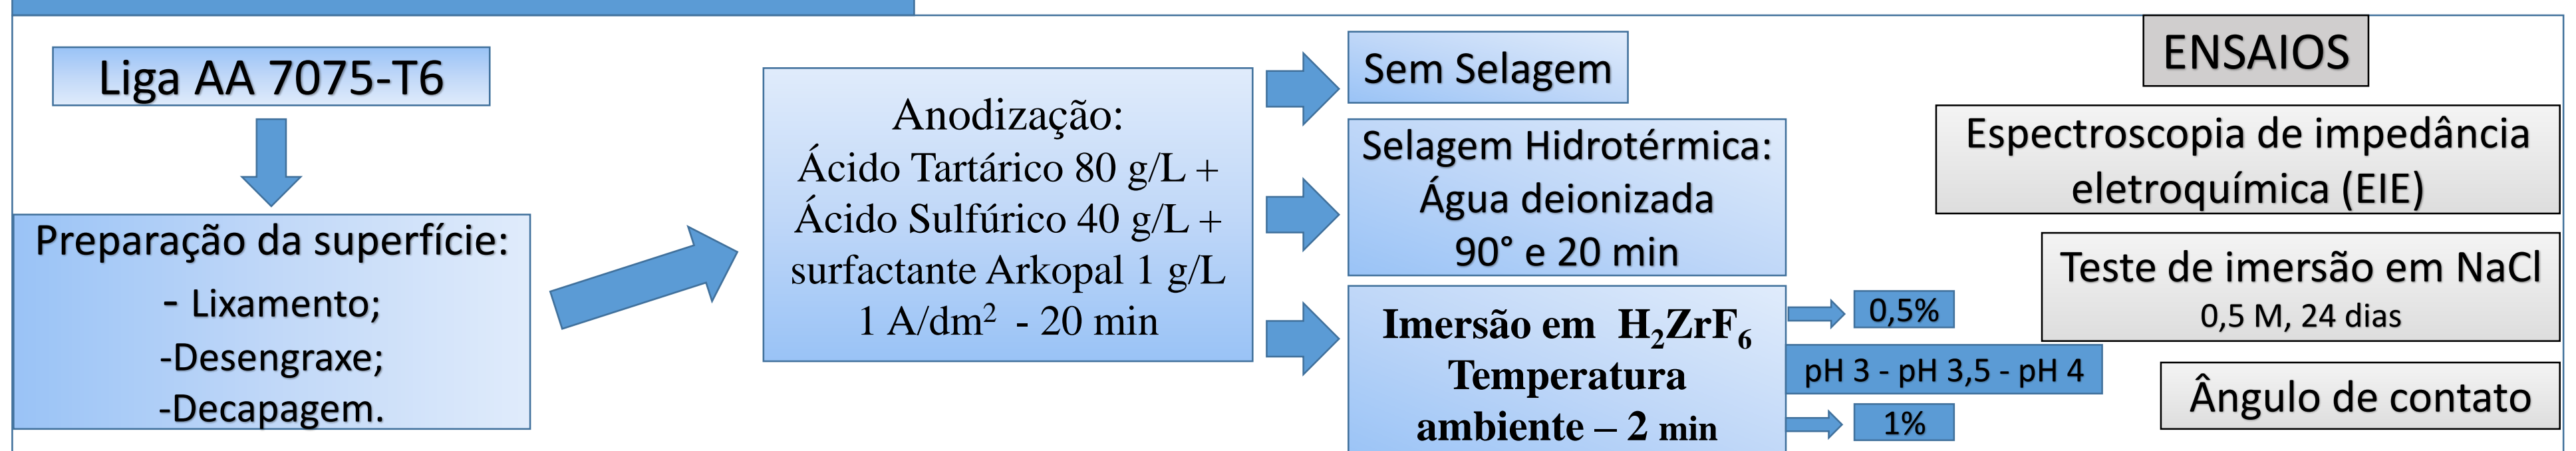 Liga AA 7075-T6
Preparação da superfície:
- Lixamento;
-Desengraxe;
-Decapagem.
Anodização:
Ácido Tartárico 80 g/L +
Ácido Sulfúrico 40 g/L +
surfactante Arkopal 1 g/L
1 A/dm² - 20 min
Sem Selagem
Selagem Hidrotérmica:
Água deionizada
90° e 20 min
Imersão em H₂ZrF₆
Temperatura
ambiente – 2 min
0,5%
pH 3 - pH 3,5 - pH 4
1%
ENSAIOS
Espectroscopia de impedância
eletroquímica (EIE)
Teste de imersão em NaCl
0,5 M, 24 dias
Ângulo de contato